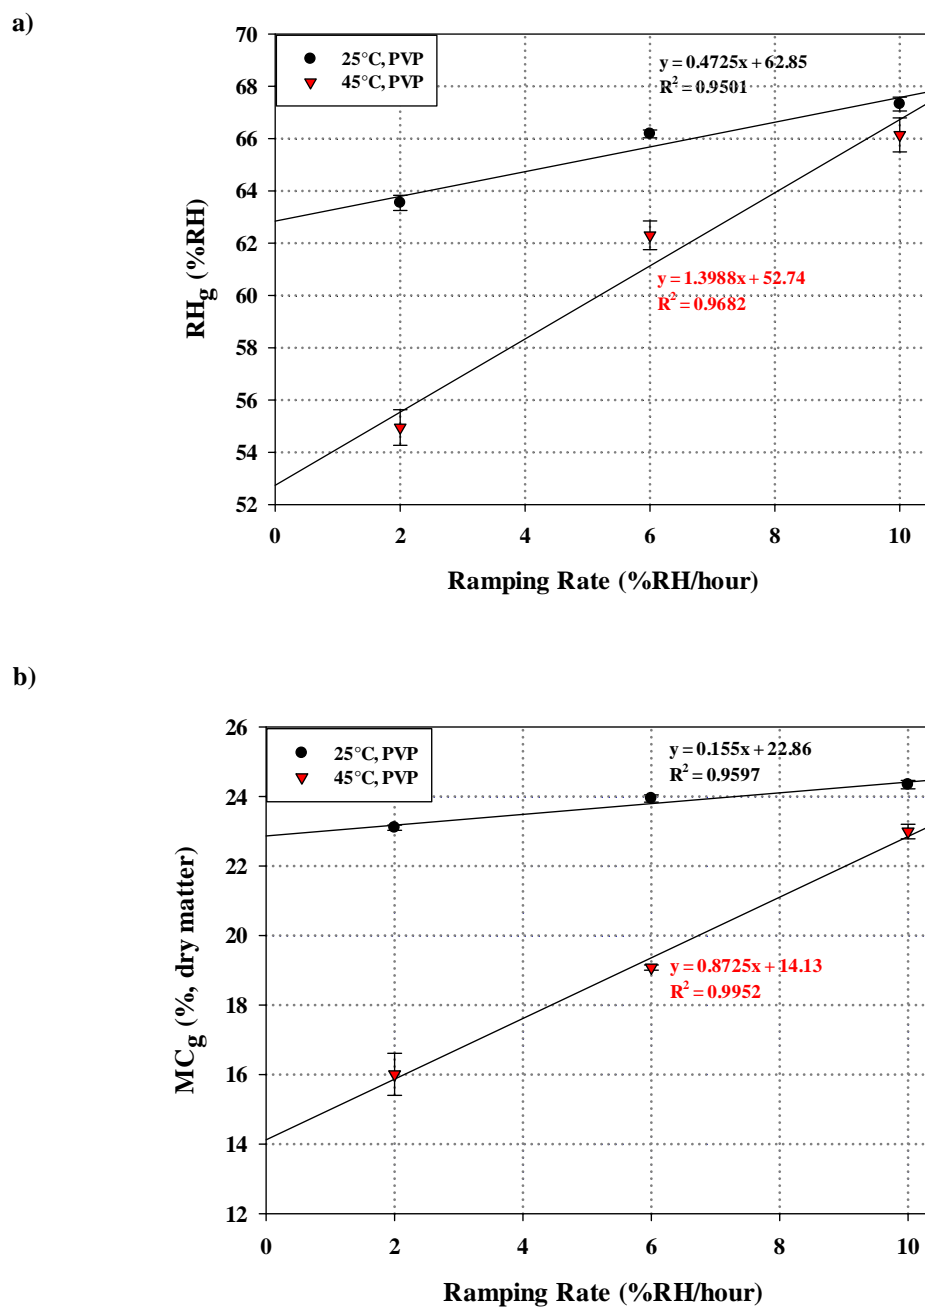 a)
25°C, PVP
45°C, PVP
y = 0.4725x + 62.85
R² = 0.9501
y = 1.3988x + 52.74
R² = 0.9682
70
68
66
64
62
60
58
56
54
52
RHg (%RH)
0 2 4 6 8 10
Ramping Rate (%RH/hour)
b)
25°C, PVP
45°C, PVP
y = 0.155x + 22.86
R² = 0.9597
y = 0.8725x + 14.13
R² = 0.9952
26
24
22
20
18
16
14
12
MCg (%, dry matter)
0 2 4 6 8 10
Ramping Rate (%RH/hour)